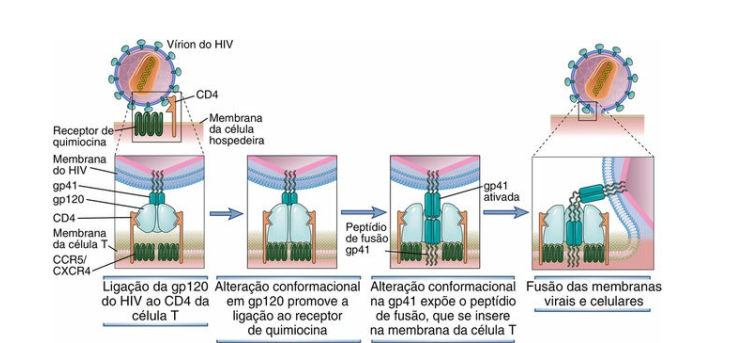 Vírion do HIV
CD4
Receptor de
quimiocina
Membrana
da célula
hospedeira
Membrana
do HIV
gp41
gp120
CD4
Membrana
da célula T
CCR5/
CXCR4
Peptídio
de fusão
gp41
gp41
ativada
Ligação da gp120
do HIV ao CD4 da
célula T
Alteração conformacional
em gp120 promove a
ligação ao receptor
de quimiocina
Alteração conformacional
na gp41 expõe o peptídio
de fusão, que se insere
na membrana da célula T
Fusão das membranas
virais e celulares